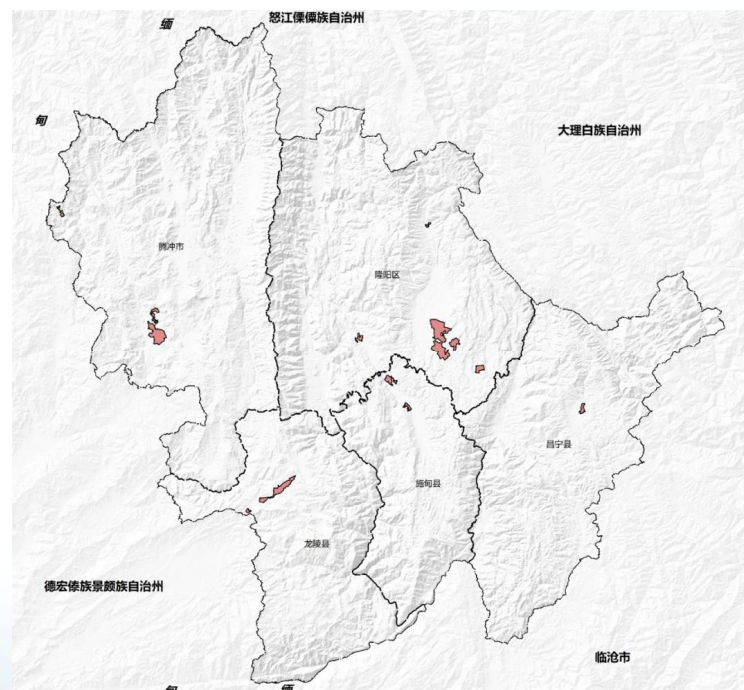 缅
怒江傈僳族自治州
甸
大理白族自治州
腾冲市
隆阳区
昌宁县
施甸县
龙陵县
德宏傣族景颇族自治州
临沧市
甸
缅